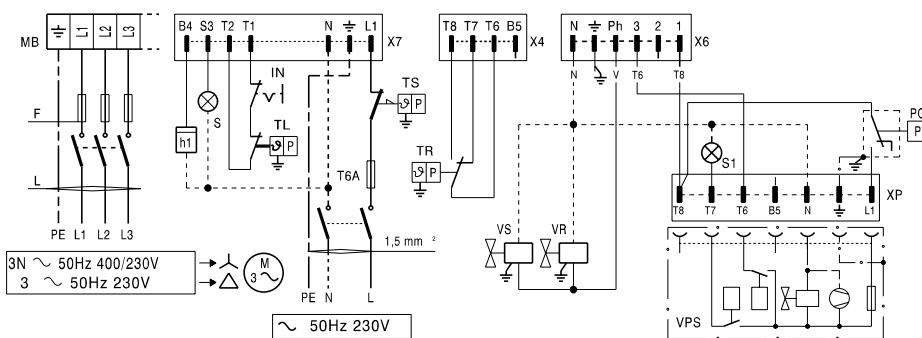 MB
L1 L2 L3
F
L
PE L1 L2 L3
3N ~ 50Hz 400/230V
3 ~ 50Hz 230V
M
3 ~
B4 S3 T2 T1 N L1
X7
IN
h1
S
TL
ϑ P
TS
ϑ P
T6A
1,5 mm 2
PE N L
~ 50Hz 230V
T8 T7 T6 B5
X4
TR
ϑ P
N Ph 3 2 1
X6
N V T6 T8
S1
P
VS
VR
XP
T8 T7 T6 B5 N L1
VPS